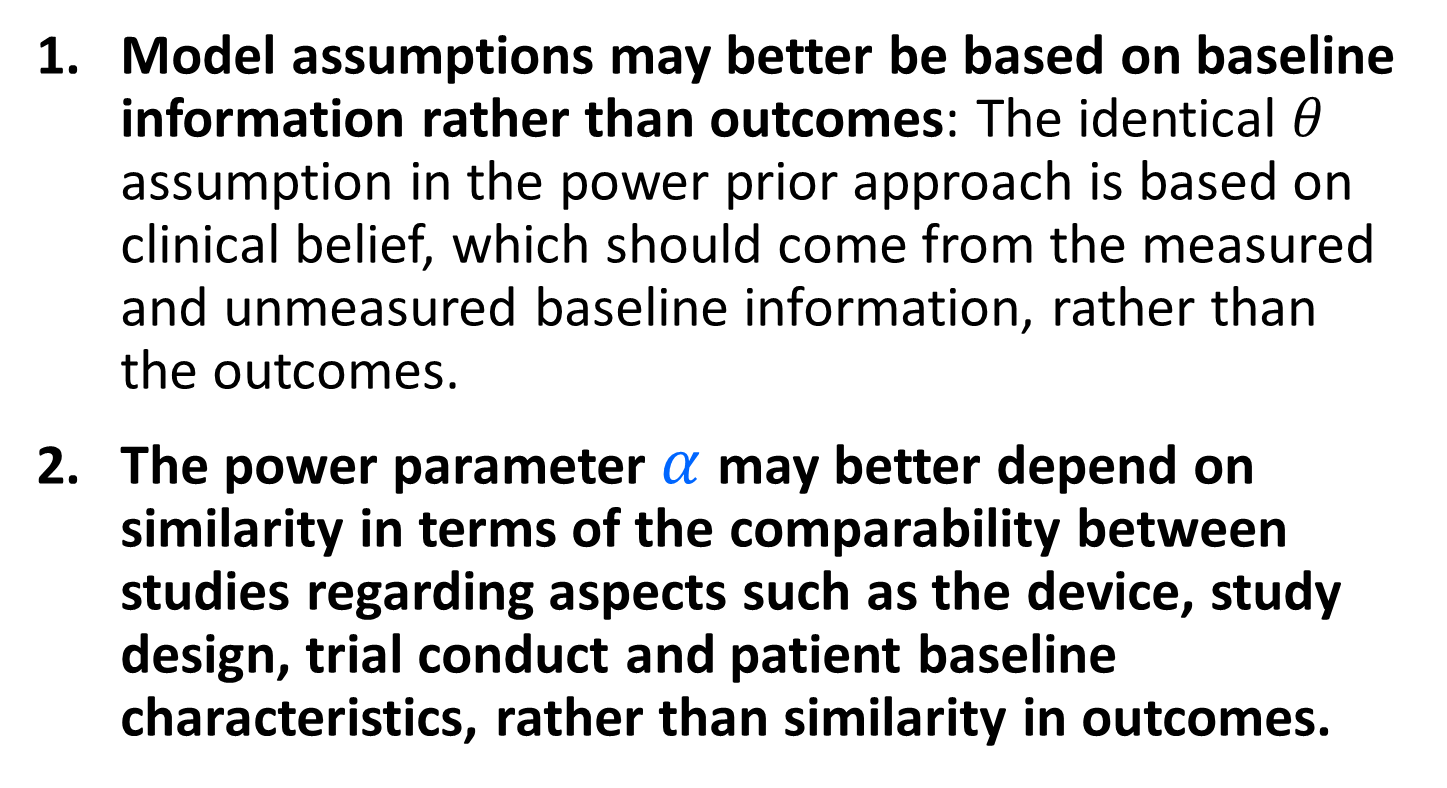 1. Model assumptions may better be based on baseline
information rather than outcomes: The identical θ
assumption in the power prior approach is based on
clinical belief, which should come from the measured
and unmeasured baseline information, rather than
the outcomes.
2. The power parameter α may better depend on
similarity in terms of the comparability between
studies regarding aspects such as the device, study
design, trial conduct and patient baseline
characteristics, rather than similarity in outcomes.